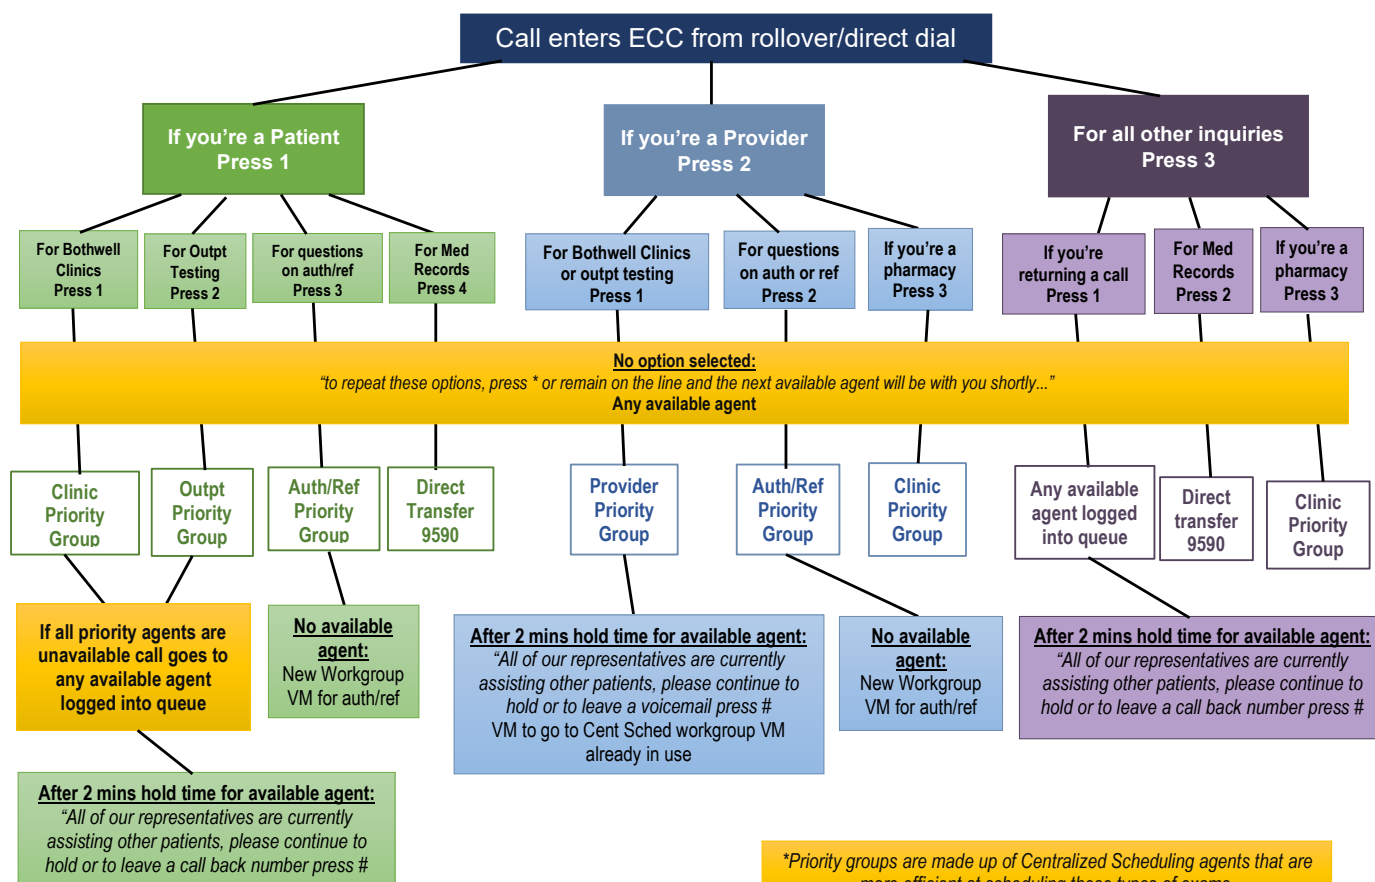 Call enters ECC from rollover/direct dial
If you’re a Patient
Press 1
If you’re a Provider
Press 2
For all other inquiries
Press 3
For Bothwell
Clinics
Press 1
For Outpt
Testing
Press 2
For questions
on auth/ref
Press 3
For Med
Records
Press 4
For Bothwell Clinics
or outpt testing
Press 1
For questions
on auth or ref
Press 2
If you’re a
pharmacy
Press 3
If you’re
returning a call
Press 1
For Med
Records
Press 2
If you’re a
pharmacy
Press 3
No option selected:
“to repeat these options, press * or remain on the line and the next available agent will be with you shortly...”
Any available agent
Clinic
Priority
Group
Outpt
Priority
Group
Auth/Ref
Priority
Group
Direct
Transfer
9590
Provider
Priority
Group
Auth/Ref
Priority
Group
Clinic
Priority
Group
Any available
agent logged
into queue
Direct
transfer
9590
Clinic
Priority
Group
If all priority agents are
unavailable call goes to
any available agent
logged into queue
No available
agent:
New Workgroup
VM for auth/ref
After 2 mins hold time for available agent:
“All of our representatives are currently
assisting other patients, please continue to
hold or to leave a voicemail press #
VM to go to Cent Sched workgroup VM
already in use
No available
agent:
New Workgroup
VM for auth/ref
After 2 mins hold time for available agent:
“All of our representatives are currently
assisting other patients, please continue to
hold or to leave a call back number press #
After 2 mins hold time for available agent:
“All of our representatives are currently
assisting other patients, please continue to
hold or to leave a call back number press #
*Priority groups are made up of Centralized Scheduling agents that are
more efficient at scheduling these types of exams